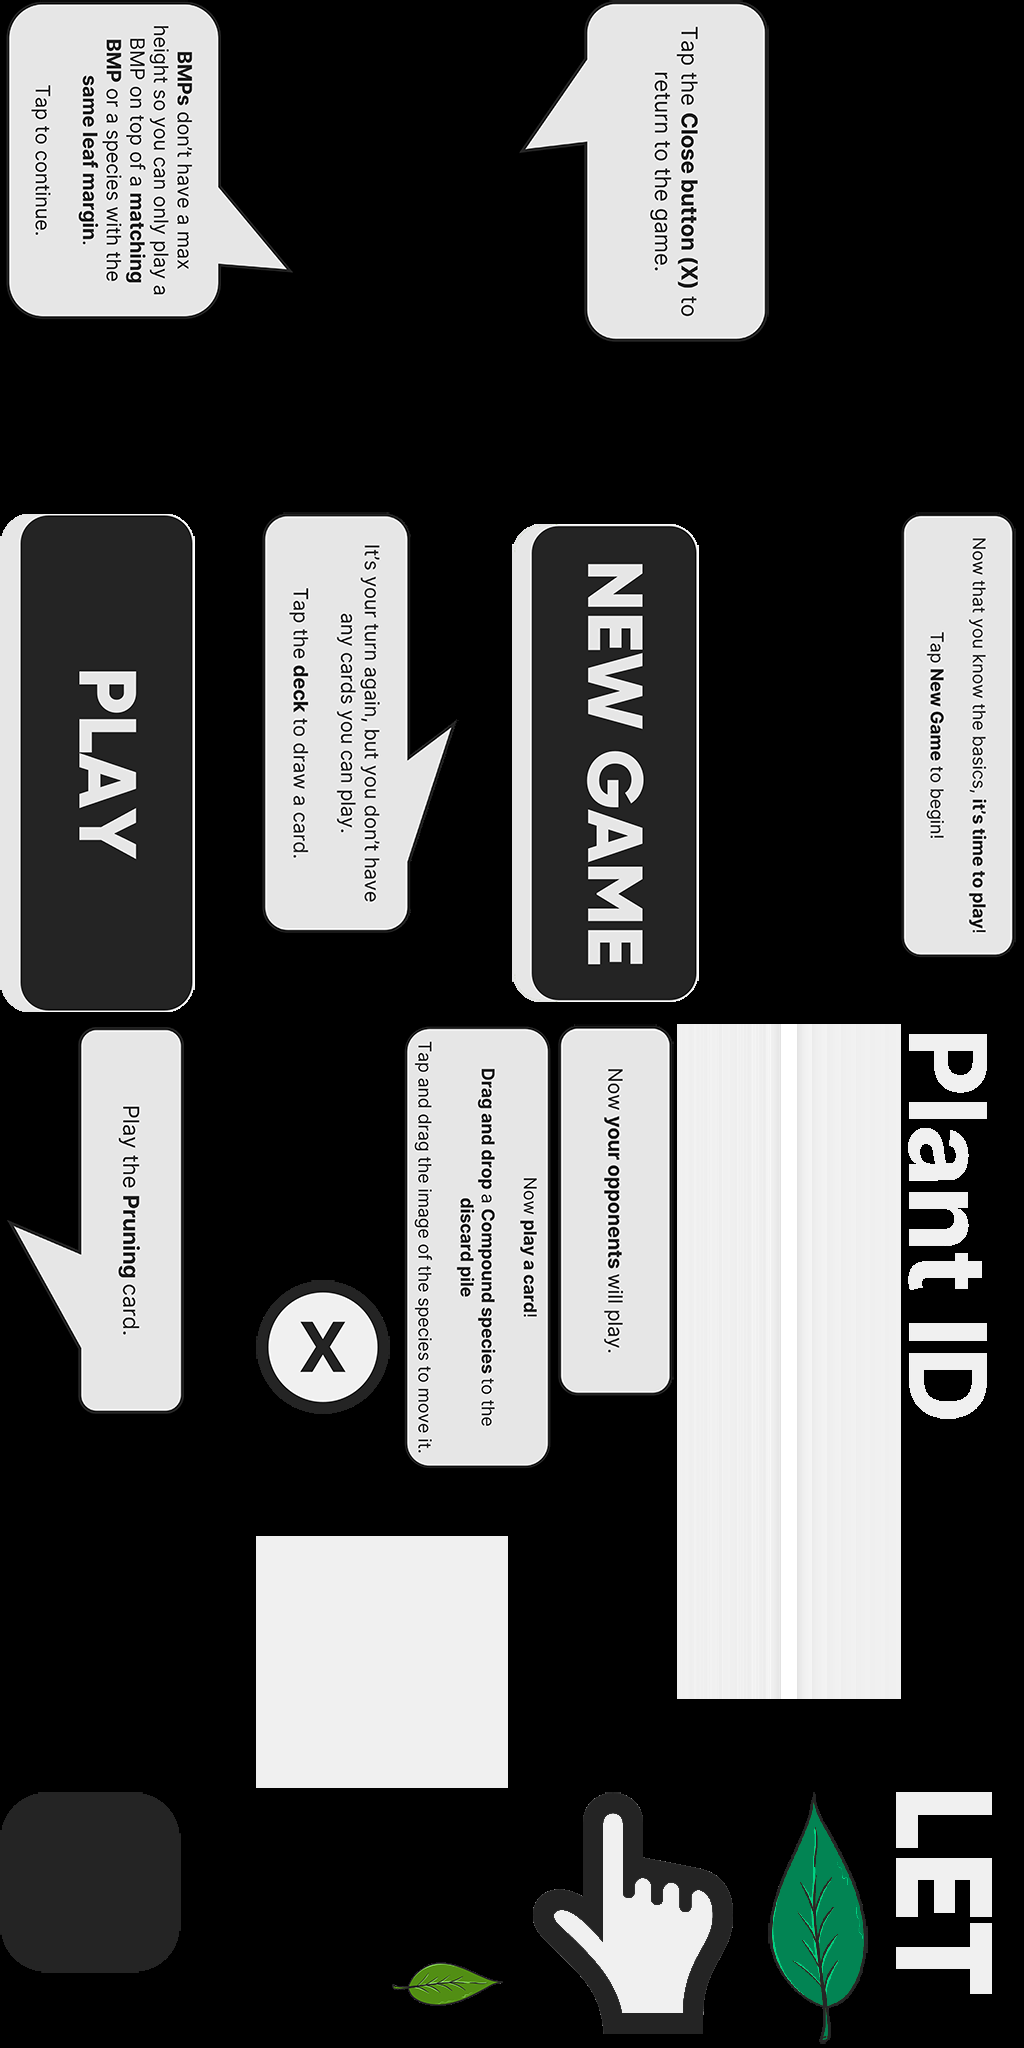 Tap the Close button (X) to
return to the game.
BMPs don't have a max
height so you can only play a
BMP on top of a matching
BMP or a species with the
same leaf margin.
Tap to continue.
Now that you know the basics, it's time to play!
Tap New Game to begin!
NEW GAME
It's your turn again, but you don't have
any cards you can play.
Tap the deck to draw a card.
PLAY
Plant ID
Now your opponents will play.
Now play a card!
Drag and drop a Compound species to the
discard pile
Tap and drag the image of the species to move it.
X
Play the Pruning card.
LET